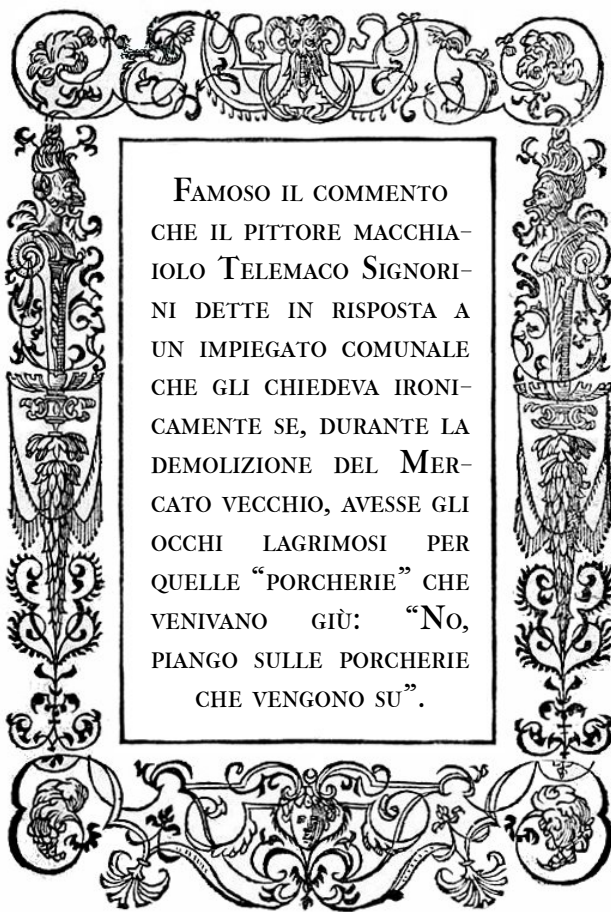 Famoso il commento
che il pittore macchia-
iolo Telemaco Signori-
ni dette in risposta a
un impiegato comunale
che gli chiedeva ironi-
camente se, durante la
demolizione del Mer-
cato vecchio, avesse gli
occhi lagrimosi per
quelle “porcherie” che
venivano giù: “No,
piango sulle porcherie
che vengono su”.